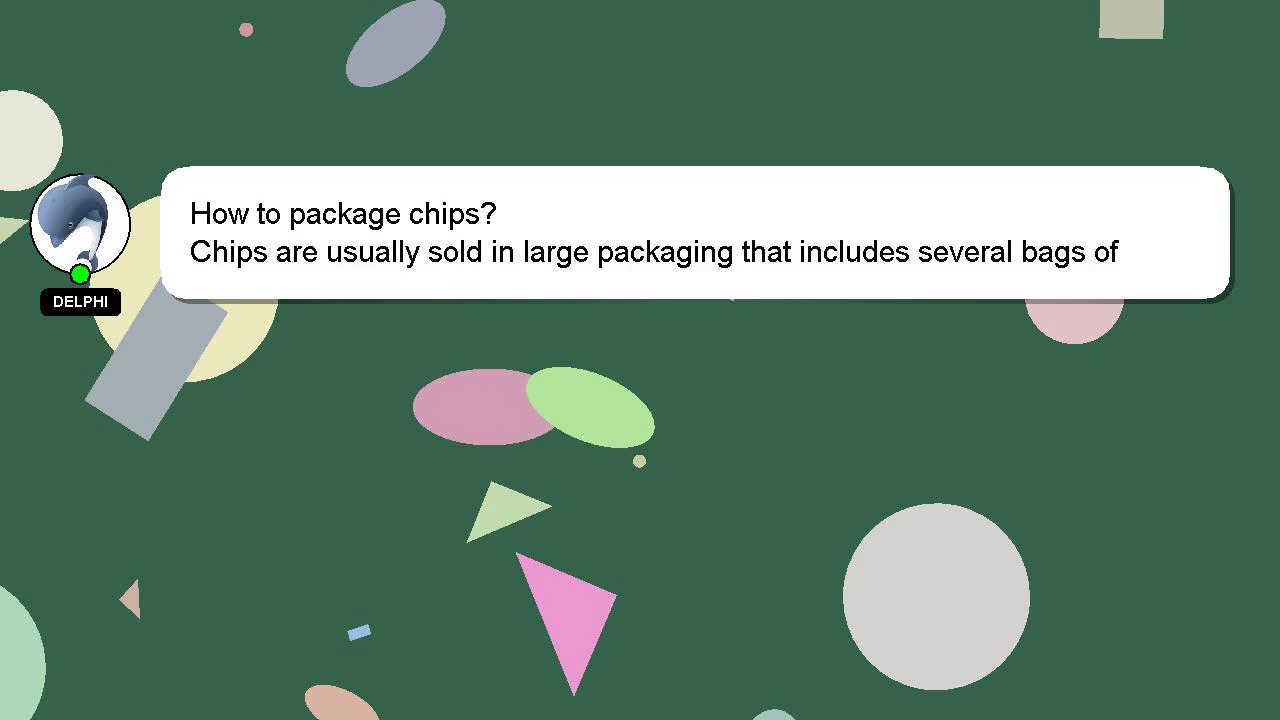 How to package chips?
Chips are usually sold in large packaging that includes several bags of
DELPHI